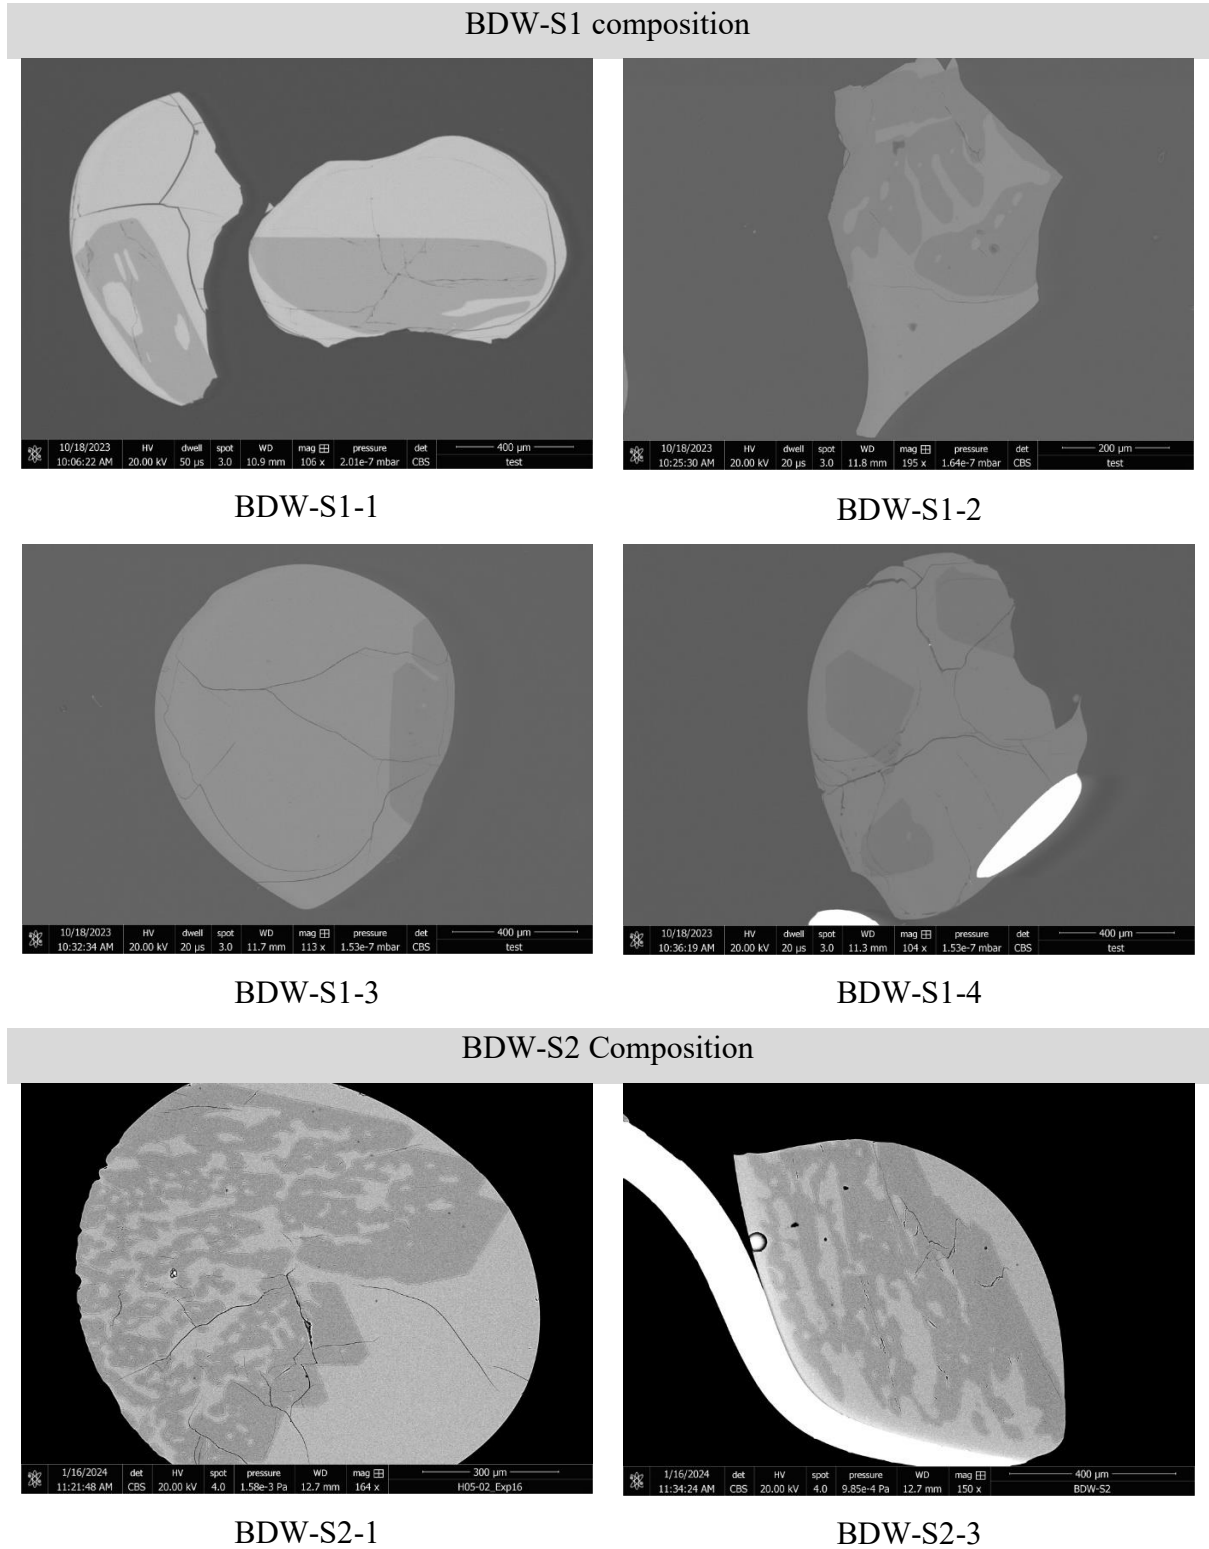 BDW-S1 composition
10/18/2023 HV dwell spot WD mag pressure det 400 µm
10:06:22 AM 20.00 kV 50 µs 3.0 10.9 mm 106 x 2.01e-7 mbar CBS test
10/18/2023 HV dwell spot WD mag pressure det 200 µm
10:25:30 AM 20.00 kV 20 µs 3.0 11.8 mm 195 x 1.64e-7 mbar CBS test
BDW-S1-1
BDW-S1-2
10/18/2023 HV dwell spot WD mag pressure det 400 µm
10:32:34 AM 20.00 kV 20 µs 3.0 11.7 mm 113 x 1.53e-7 mbar CBS test
10/18/2023 HV dwell spot WD mag pressure det 400 µm
10:36:19 AM 20.00 kV 20 µs 3.0 11.3 mm 104 x 1.53e-7 mbar CBS test
BDW-S1-3
BDW-S1-4
BDW-S2 Composition
1/16/2024 det HV spot pressure WD mag 300 µm
11:21:48 AM CBS 20.00 kV 4.0 1.58e-3 Pa 12.7 mm 164 x H05-02_Exp16
1/16/2024 det HV spot pressure WD mag 400 µm
11:34:24 AM CBS 20.00 kV 4.0 9.85e-4 Pa 12.7 mm 150 x BDW-S2
BDW-S2-1
BDW-S2-3